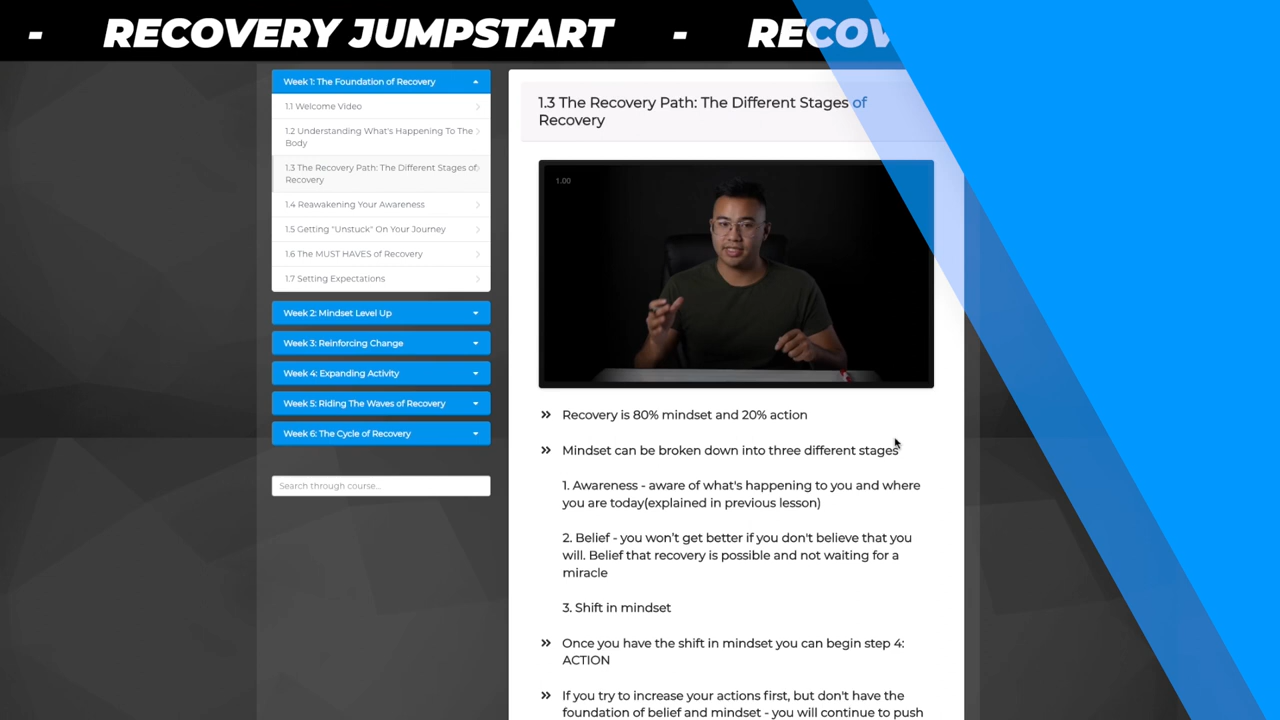 - RECOVERY JUMPSTART - RECOV
Week 1: The Foundation of Recovery
1.1 Welcome Video
1.2 Understanding What's Happening To The
Body
1.3 The Recovery Path: The Different Stages of
Recovery
1.4 Reawakening Your Awareness
1.5 Getting "Unstuck" On Your Journey
1.6 The MUST HAVES of Recovery
1.7 Setting Expectations
Week 2: Mindset Level Up
Week 3: Reinforcing Change
Week 4: Expanding Activity
Week 5: Riding The Waves of Recovery
Week 6: The Cycle of Recovery
Search through course...
1.3 The Recovery Path: The Different Stages of
Recovery
1.00
» Recovery is 80% mindset and 20% action
» Mindset can be broken down into three different stages
1. Awareness - aware of what's happening to you and where
you are today(explained in previous lesson)
2. Belief - you won't get better if you don't believe that you
will. Belief that recovery is possible and not waiting for a
miracle
3. Shift in mindset
» Once you have the shift in mindset you can begin step 4:
ACTION
» If you try to increase your actions first, but don't have the
foundation of belief and mindset - you will continue to push